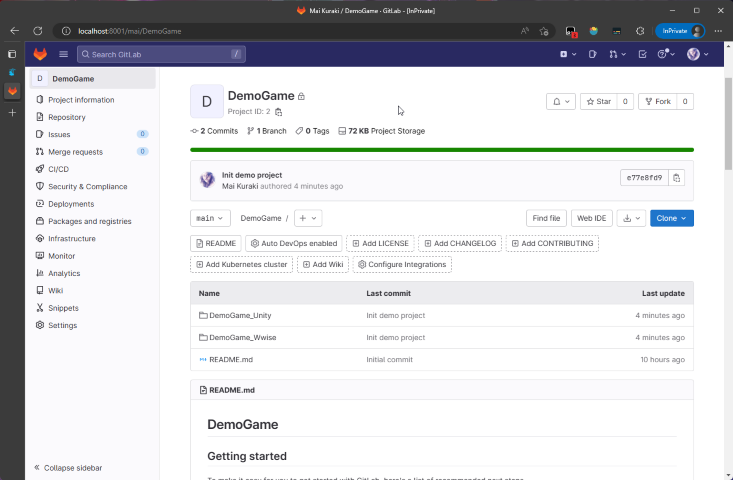 Mai Kuraki / DemoGame - GitLab - [InPrivate]
localhost:8001/mai/DemoGame
InPrivate
Search GitLab /
D DemoGame
Project information
Repository
Issues 0
Merge requests 0
CI/CD
Security & Compliance
Deployments
Packages and registries
Infrastructure
Monitor
Analytics
Wiki
Snippets
Settings
Collapse sidebar
D
DemoGame
Project ID: 2
Star 0
Fork 0
2 Commits 1 Branch 0 Tags 72 KB Project Storage
Init demo project
Mai Kuraki authored 4 minutes ago
e77e8fd9
main DemoGame / +
Find file Web IDE Clone
README Auto DevOps enabled Add LICENSE Add CHANGELOG Add CONTRIBUTING
Add Kubernetes cluster Add Wiki Configure Integrations
Name Last commit Last update
DemoGame_Unity Init demo project 4 minutes ago
DemoGame_Wwise Init demo project 4 minutes ago
README.md Initial commit 10 hours ago
README.md
DemoGame
Getting started